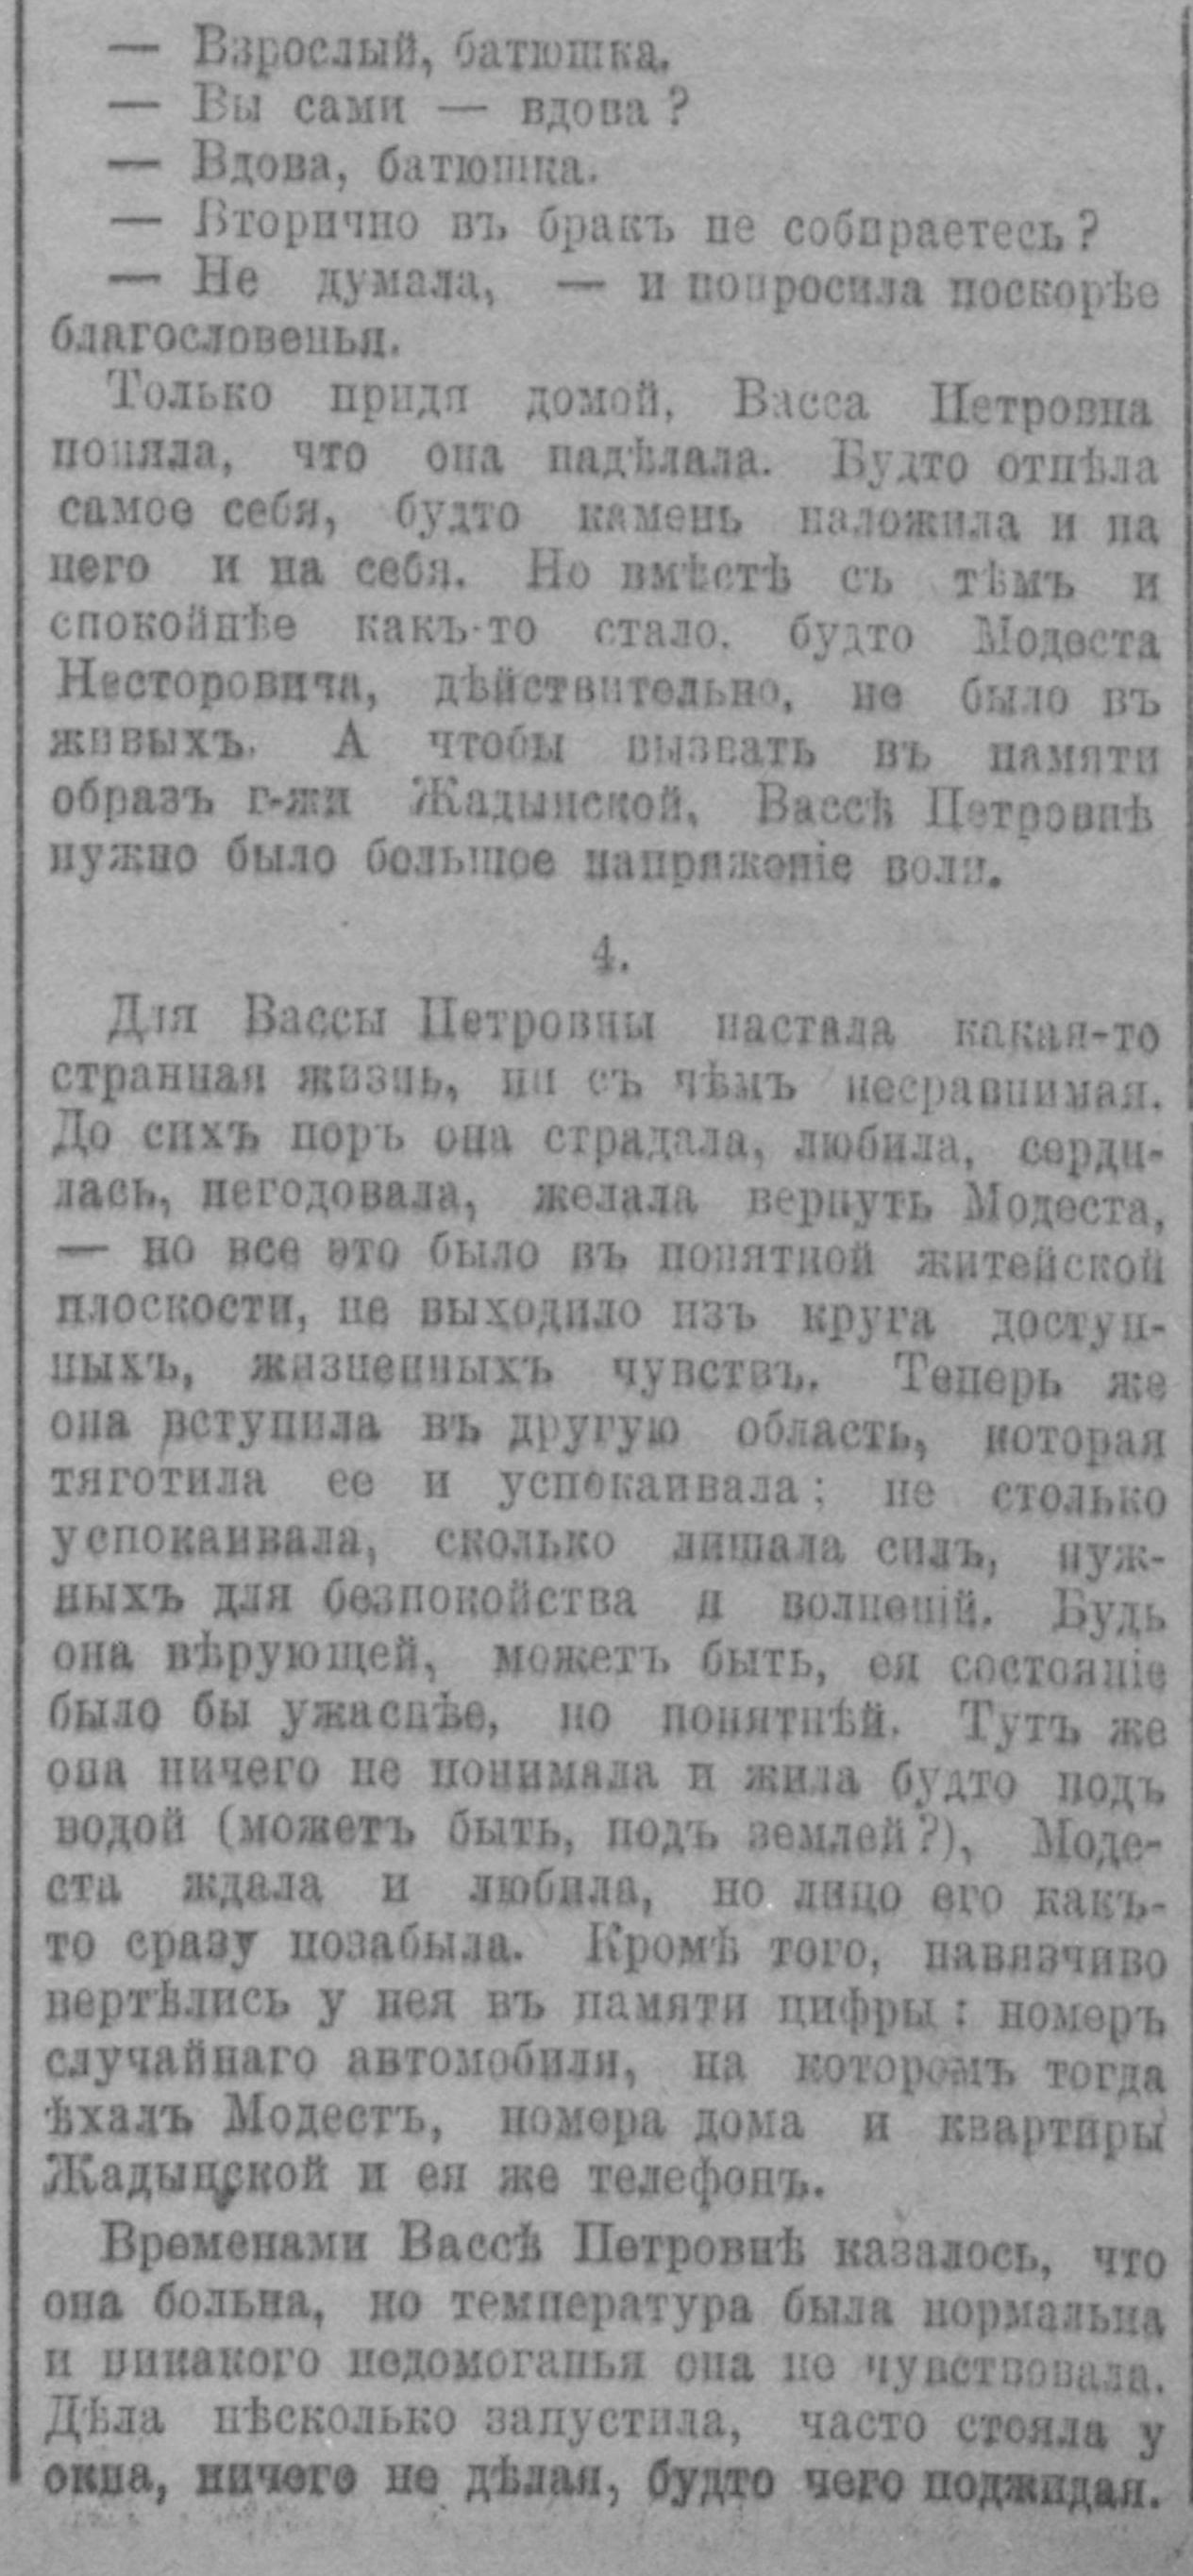 — Взрослый, батюшка.
— Вы сами — вдова?
— Вдова, батюшка.
— Вторично въ бракъ не собираетесь?
— Не думала, — и попросила поскорѣе
благословенья.
Только придя домой, Васса Петровна
поняла, что она надѣлала. Будто отпѣла
самое себя, будто камень наложила и на
него и на себя. Но вмѣстѣ съ тѣмъ и
спокойнѣе какъ-то стало, будто Модеста
Несторовича, дѣйствительно, не было въ
живыхъ. А чтобы вызвать въ памяти
образъ г-жи Жадынской, Вассѣ Петровнѣ
нужно было большое напряженіе воли.
4.
Для Вассы Петровны настала какая-то
странная жизнь, ни съ чѣмъ несравнимая.
До сихъ поръ она страдала, любила, серди-
лась, негодовала, желала вернуть Модеста,
— но все это было въ понятной житейской
плоскости, не выходило изъ круга доступ-
ныхъ, жизненныхъ чувствъ. Теперь же
она вступила въ другую область, которая
тяготила ее и успокаивала; не столько
успокаивала, сколько лишала силъ, нуж-
ныхъ для безпокойства и волненій. Будь
она вѣрующей, можетъ быть, ея состояніе
было бы ужаснѣе, но понятнѣй. Тутъ же
она ничего не понимала и жила будто подъ
водой (можетъ быть, подъ землей?), Моде-
ста ждала и любила, но лицо его какъ-
то сразу позабыла. Кромѣ того, навязчиво
вертѣлись у нея въ памяти цифры: номеръ
случайнаго автомобиля, на которомъ тогда
ѣхалъ Модестъ, номера дома и квартиры
Жадынской и ея же телефонъ.
Временами Вассѣ Петровнѣ казалось, что
она больна, но температура была нормальна
и никакого недомоганья она не чувствовала.
Дѣла нѣсколько запустила, часто стояла у
окна, ничего не дѣлая, будто чего поджидая.